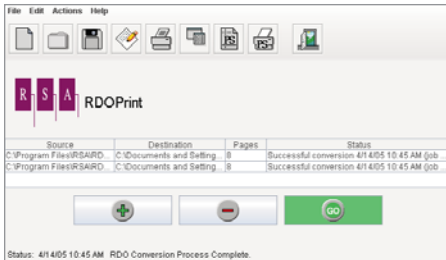 File Edit Actions Help
PS PS
R S A RDOPrint
Source Destination Pages Status
C:\Program Files\RSA\RD... C:\Documents and Setting... 8 Successful conversion 4/14/05 10:45 AM (job ...
C:\Program Files\RSA\RD... C:\Documents and Setting... 8 Successful conversion 4/14/05 10:45 AM (job ...
GO
Status: 4/14/05 10:45 AM RDO Conversion Process Complete.